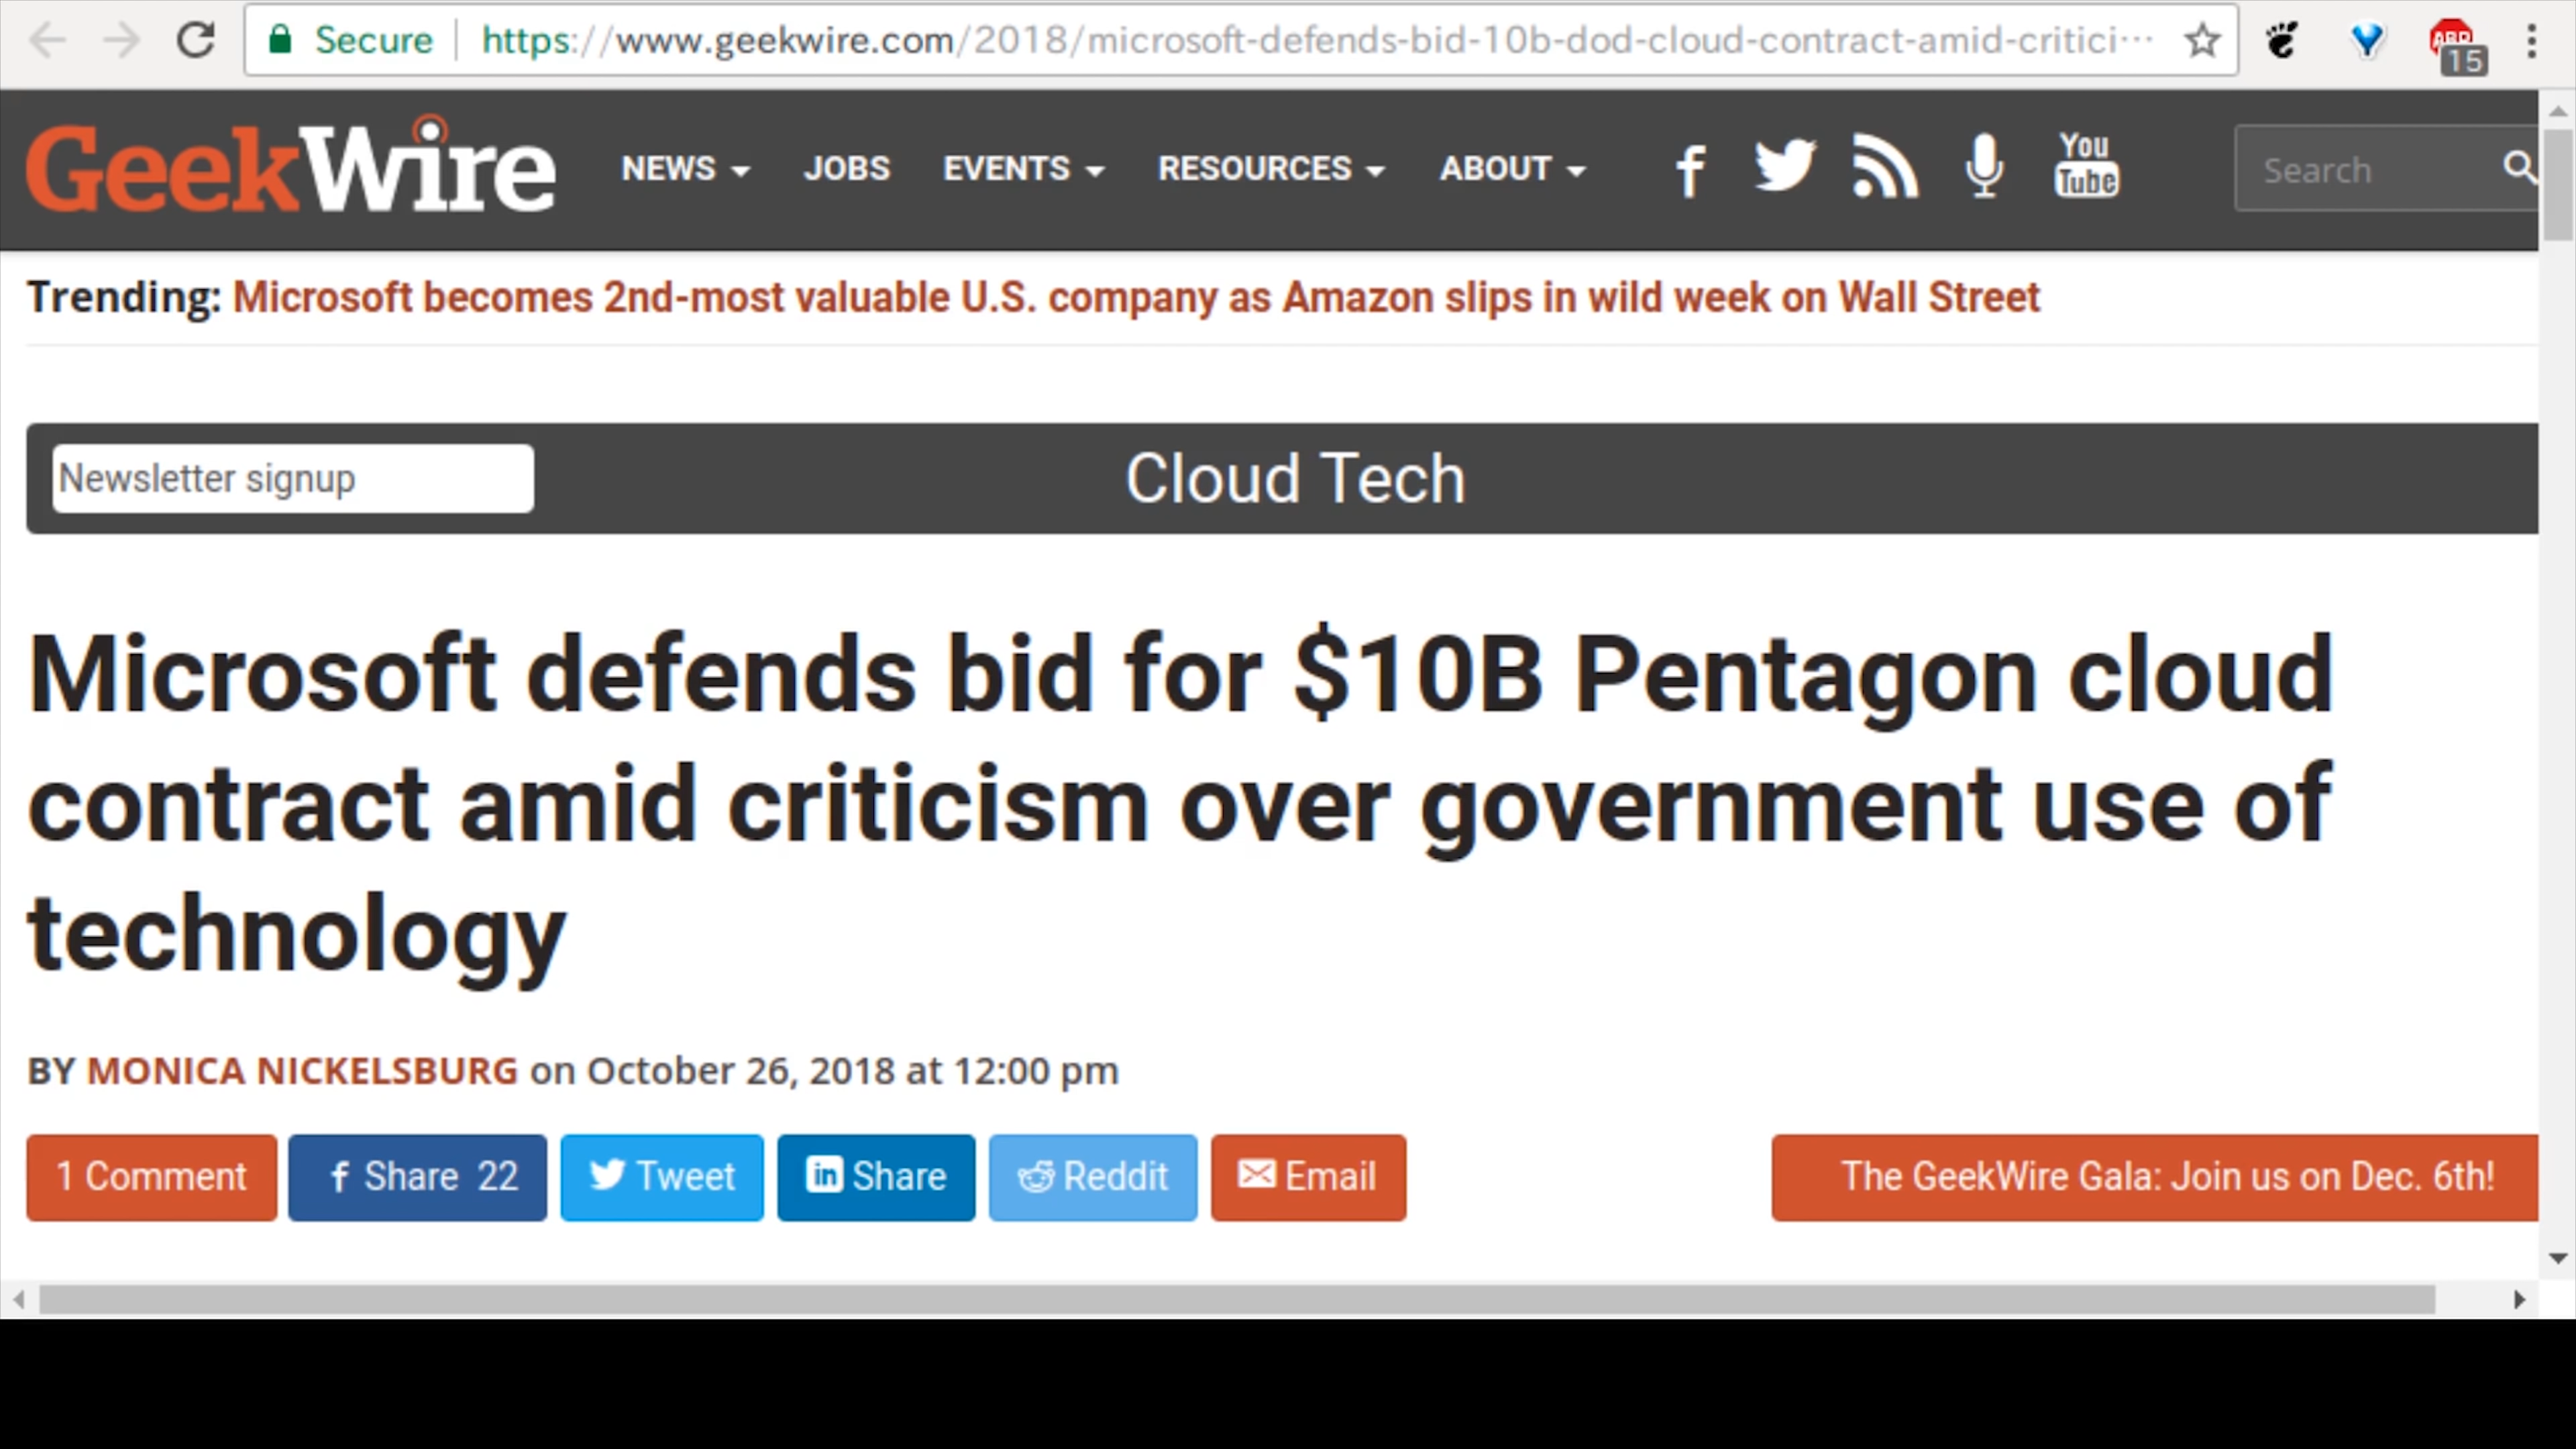 Secure https://www.geekwire.com/2018/microsoft-defends-bid-10b-dod-cloud-contract-amid-critici···
ABP 15
GeekWire NEWS JOBS EVENTS RESOURCES ABOUT You Tube Search
Trending: Microsoft becomes 2nd-most valuable U.S. company as Amazon slips in wild week on Wall Street
Newsletter signup Cloud Tech
Microsoft defends bid for $10B Pentagon cloud
contract amid criticism over government use of
technology
BY MONICA NICKELSBURG on October 26, 2018 at 12:00 pm
1 Comment f Share 22 Tweet in Share Reddit Email The GeekWire Gala: Join us on Dec. 6th!